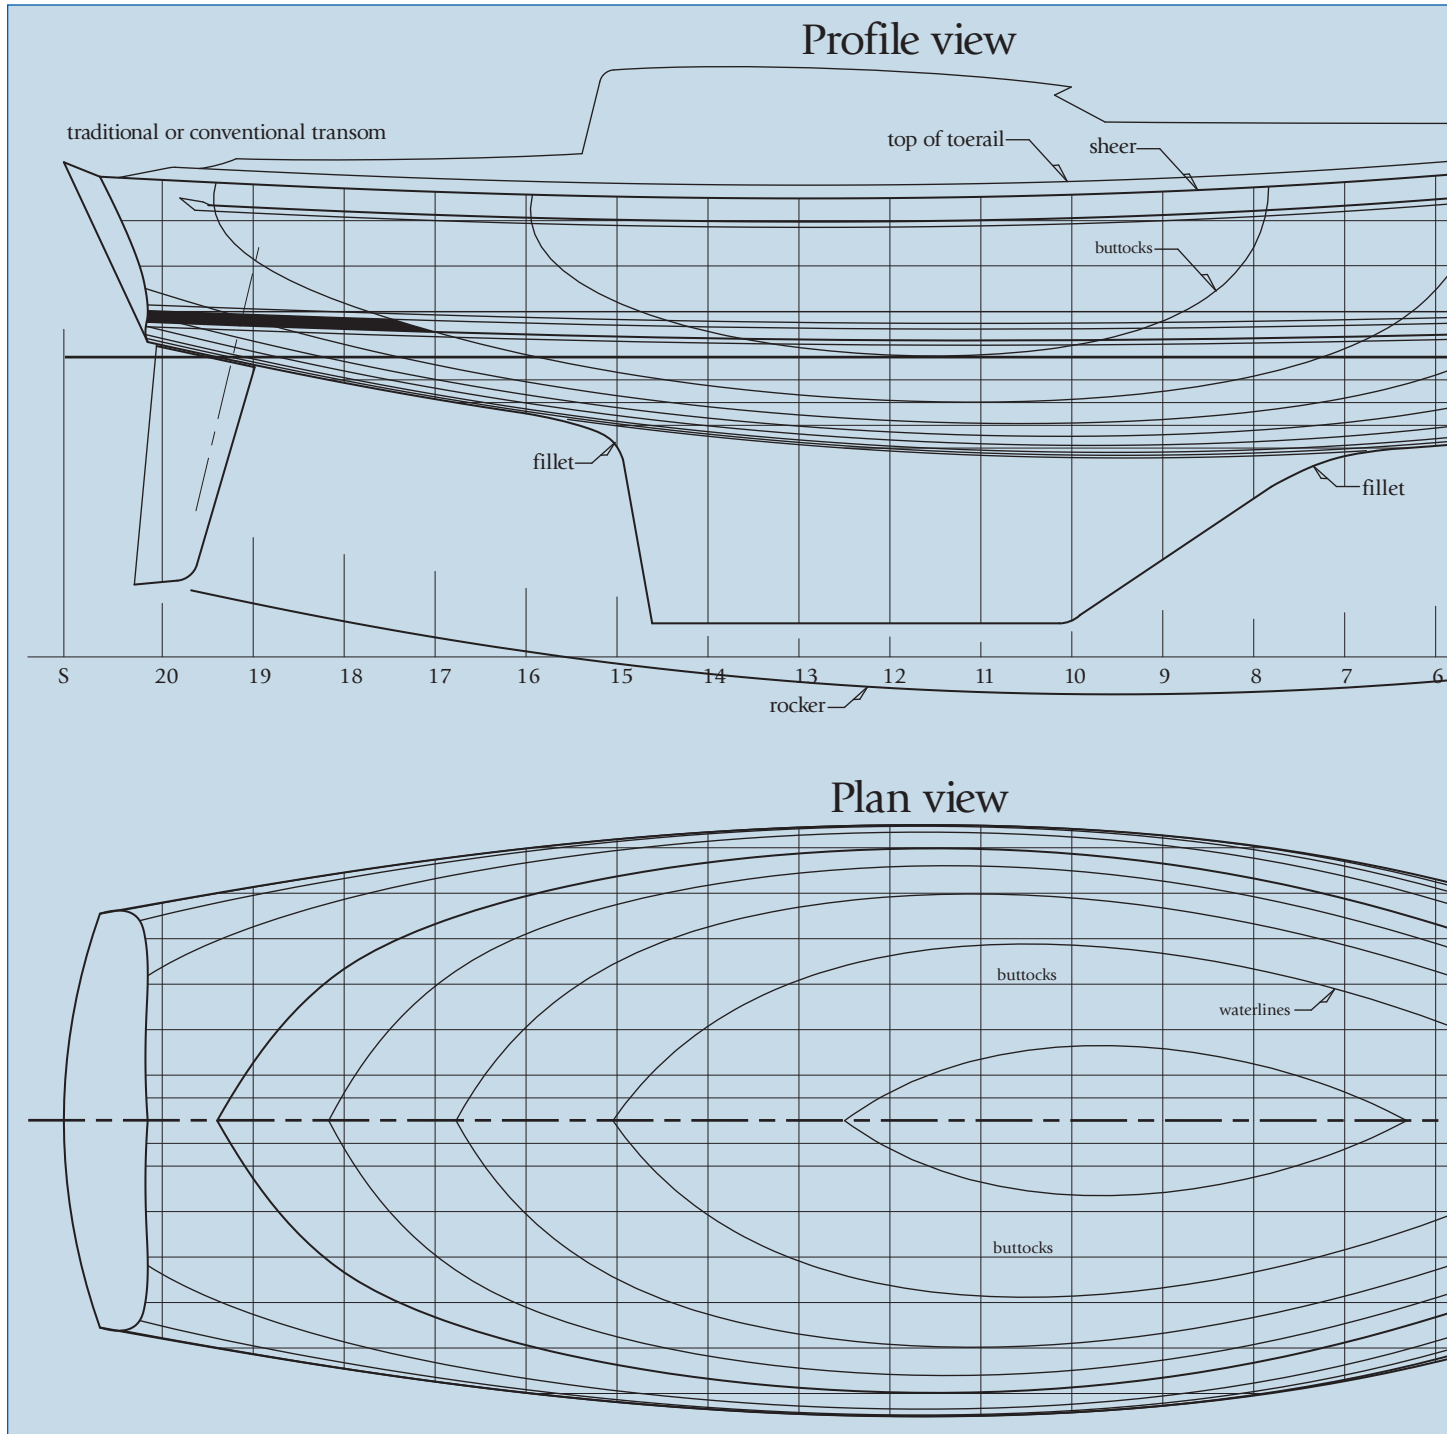 Profile view
traditional or conventional transom
top of toerail
sheer
buttocks
fillet
fillet
S 20 19 18 17 16 15 14 13 12 11 10 9 8 7 6
rocker
Plan view
buttocks
waterlines
buttocks